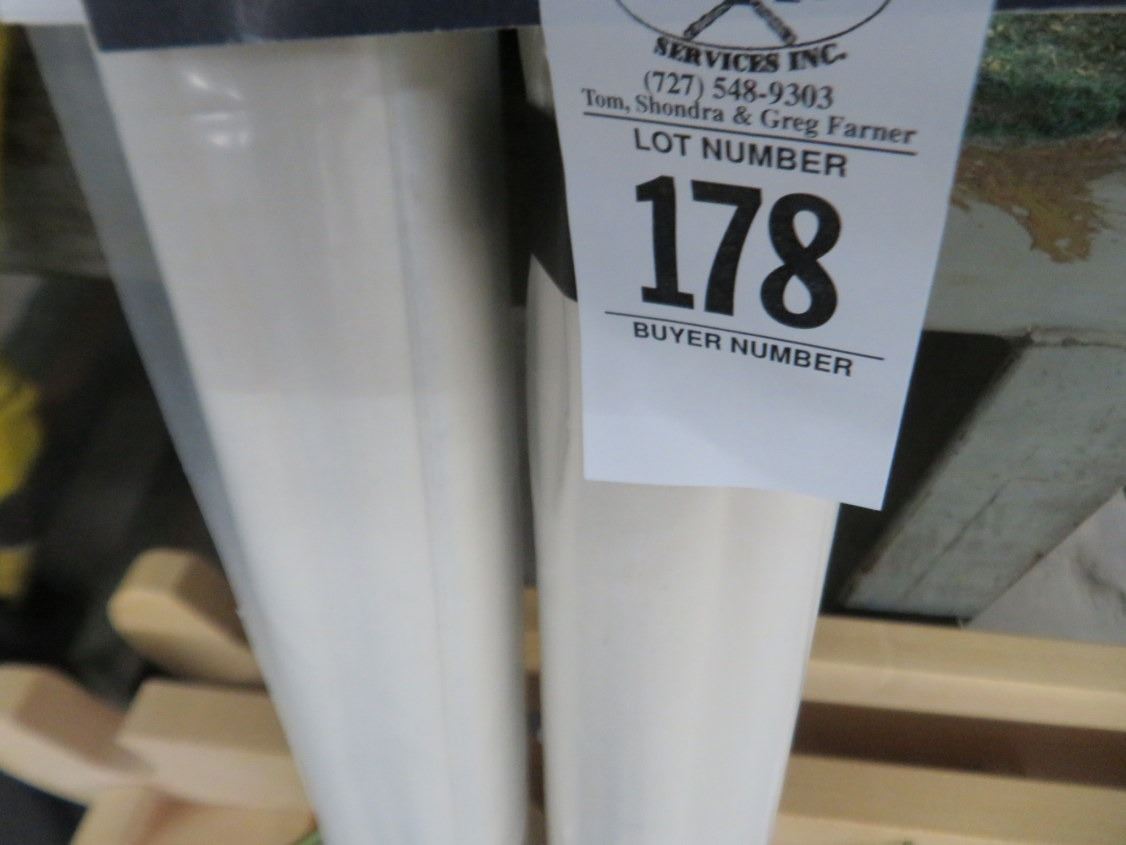 SERVICES INC.
(727) 548-9303
Tom, Shondra & Greg Farner
LOT NUMBER
178
BUYER NUMBER